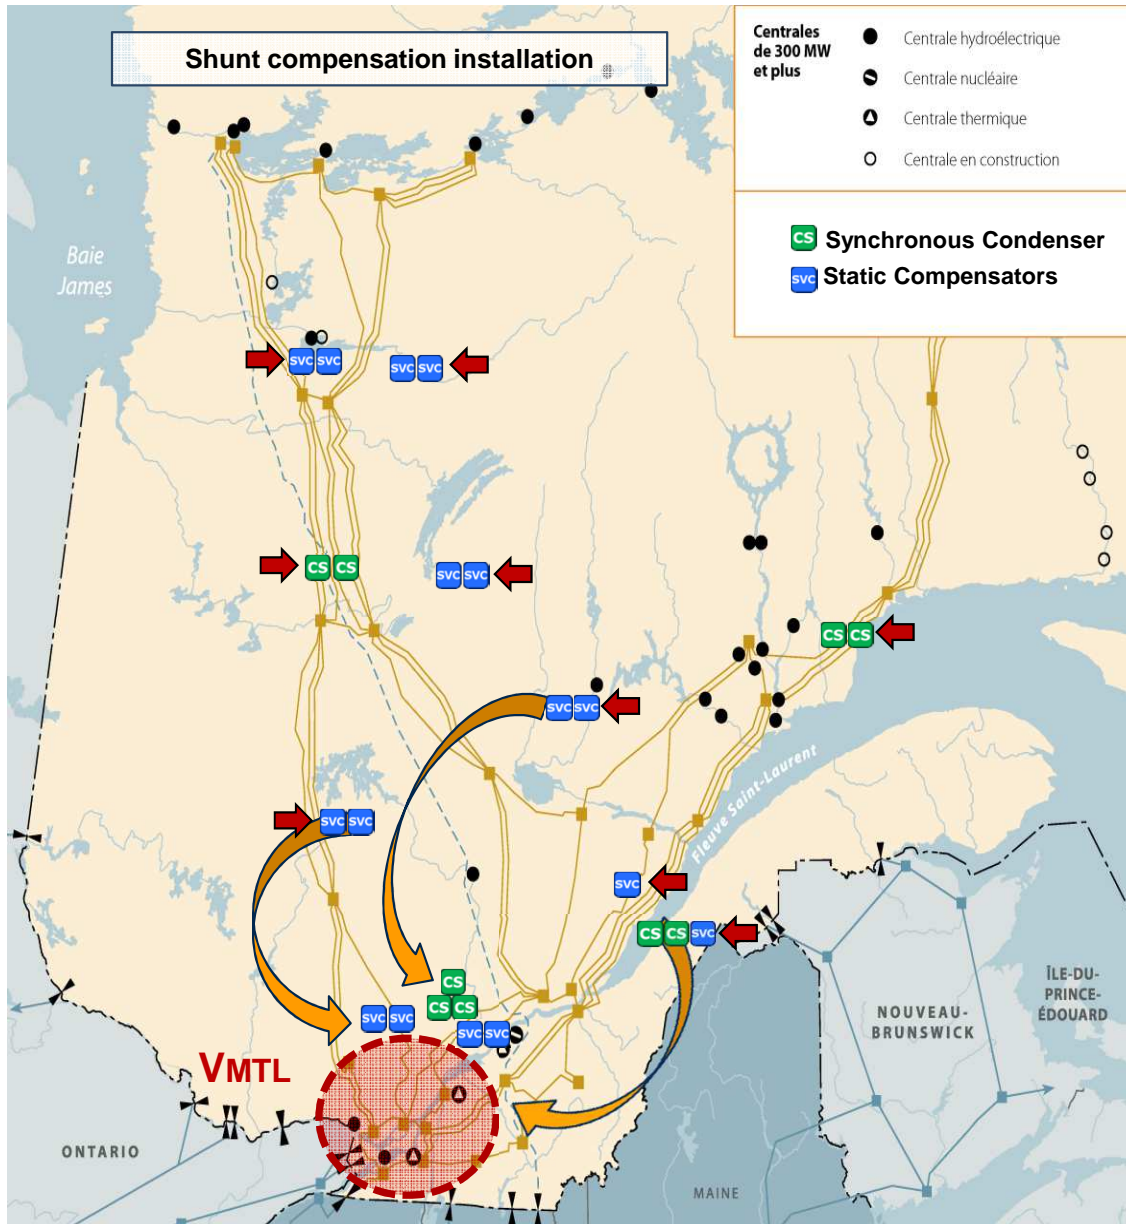 Shunt compensation installation
Centrales
de 300 MW
et plus
Centrale hydroélectrique
Centrale nucléaire
Centrale thermique
Centrale en construction
CS Synchronous Condenser
SVC Static Compensators
Baie
James
SVC SVC
SVC SVC
CS CS
SVC SVC
CS CS
SVC SVC
SVC SVC
Fleuve Saint-Laurent
SVC
CS CS SVC
CS
CS CS
SVC SVC
SVC SVC
VMTL
ONTARIO
MAINE
NOUVEAU-
BRUNSWICK
ÎLE-DU-
PRINCE-
ÉDOUARD